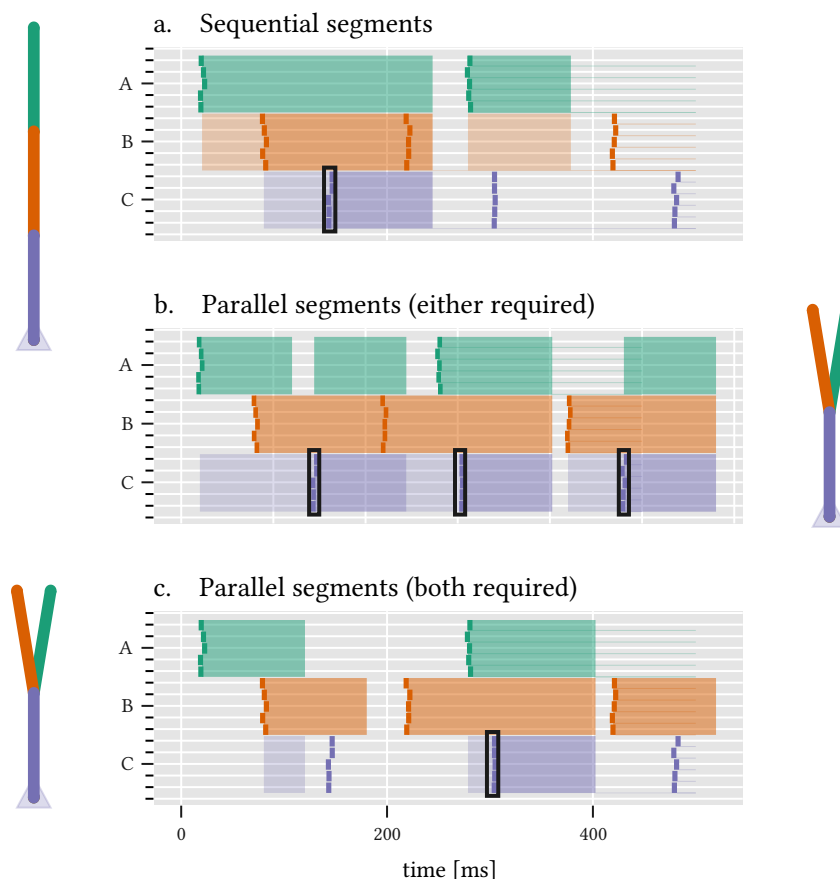 a. Sequential segments
A
B
C
b. Parallel segments (either required)
A
B
C
c. Parallel segments (both required)
A
B
C
0 200 400
time [ms]